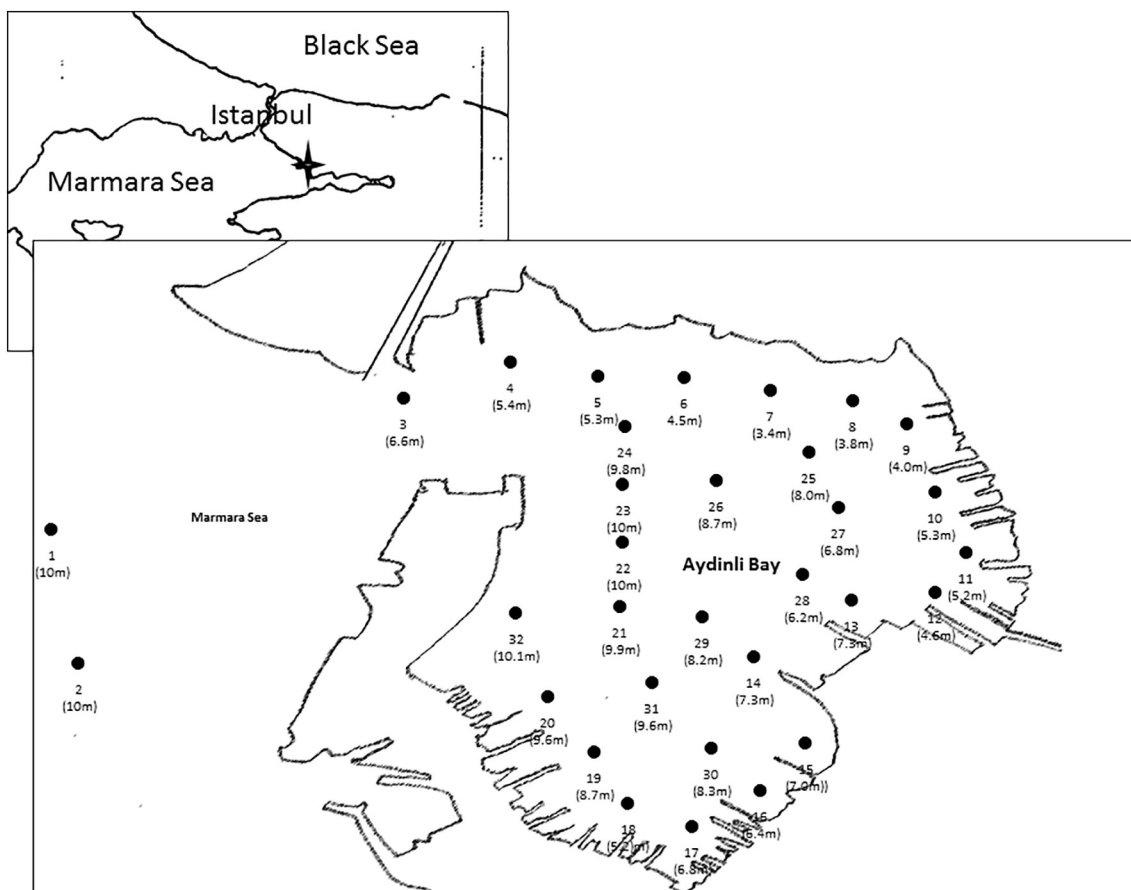 Black Sea
Istanbul
Marmara Sea
4
(5.4m)
5
(5.3m)
6
4.5m)
7
(3.4m)
8
(3.8m)
3
(6.6m)
9
(4.0m)
24
(9.8m)
25
(8.0m)
26
(8.7m)
10
(5.3m)
23
(10m)
Marmara Sea
27
(6.8m)
1
(10m)
22
(10m)
Aydinli Bay
11
(5.2m)
28
(6.2m)
13
(7.3m
12
(4.6m)
32
(10.1m)
21
(9.9m)
29
(8.2m)
2
(10m)
14
(7.3m)
31
(9.6m)
20
(9.6m)
19
(8.7m)
30
(8.3m)
15
(7.0m))
16
(6.4m)
18
(5.2)m)
17
(6.8m)